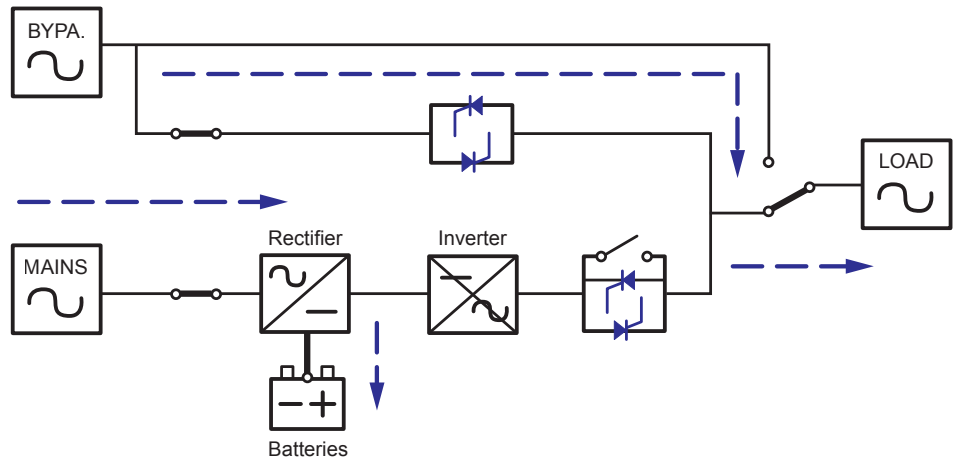 BYPA.
LOAD
Rectifier
Inverter
MAINS
Batteries